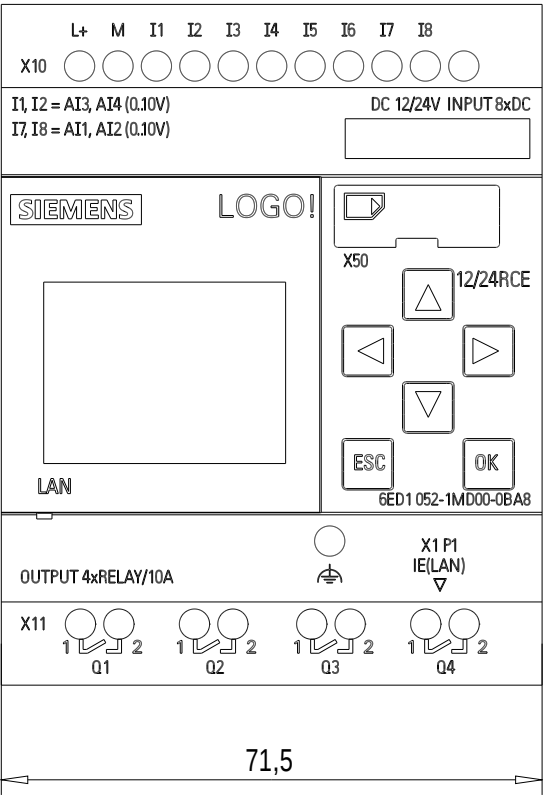 L+ M I1 I2 I3 I4 I5 I6 I7 I8
X10
I1, I2 = AI3, AI4 (0.10V)
DC 12/24V INPUT 8xDC
I7, I8 = AI1, AI2 (0.10V)
SIEMENS
LOGO!
X50
12/24RCE
ESC
OK
LAN
6ED1 052-1MD00-0BA8
X1 P1
IE(LAN)
OUTPUT 4xRELAY/10A
X11
1 2 1 2 1 2 1 2
Q1 Q2 Q3 Q4
71,5